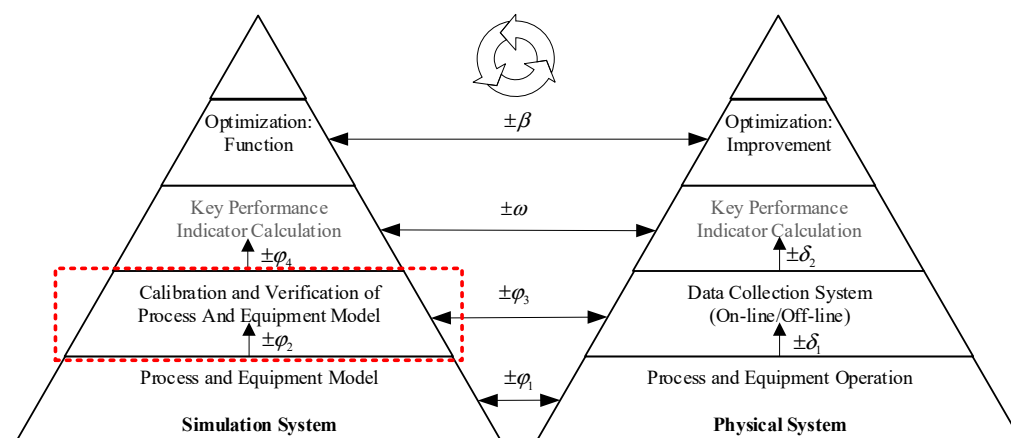 Optimization:
Function
±β
Optimization:
Improvement
Key Performance
Indicator Calculation
±φ₄
±ω
Key Performance
Indicator Calculation
±δ₂
Calibration and Verification of
Process And Equipment Model
±φ₂
±φ₃
Data Collection System
(On-line/Off-line)
±δ₁
Process and Equipment Model
±φ₁
Process and Equipment Operation
Simulation System
Physical System